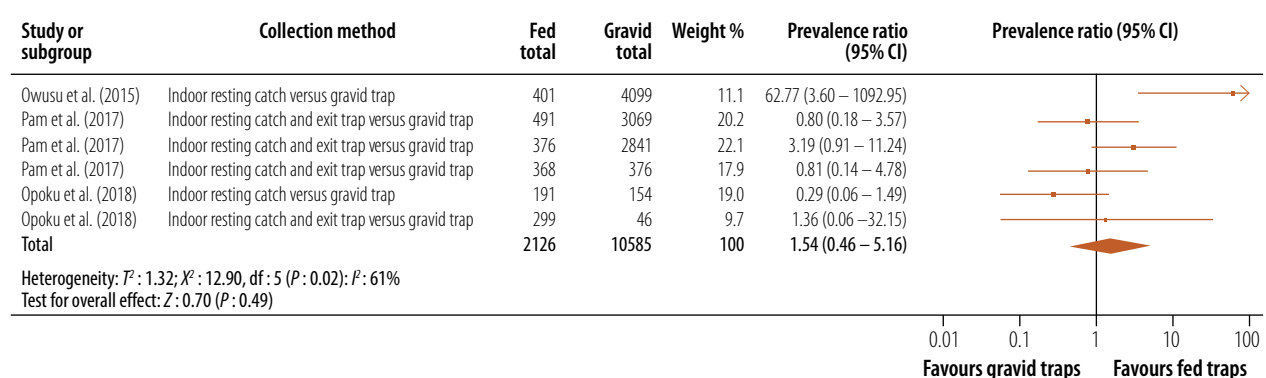 Study or subgroup Collection method Fed total Gravid total Weight % Prevalence ratio (95% CI) Prevalence ratio (95% CI)
Owusu et al. (2015) Indoor resting catch versus gravid trap 401 4099 11.1 62.77 (3.60 – 1092.95)
Pam et al. (2017) Indoor resting catch and exit trap versus gravid trap 491 3069 20.2 0.80 (0.18 – 3.57)
Pam et al. (2017) Indoor resting catch and exit trap versus gravid trap 376 2841 22.1 3.19 (0.91 – 11.24)
Pam et al. (2017) Indoor resting catch and exit trap versus gravid trap 368 376 17.9 0.81 (0.14 – 4.78)
Opoku et al. (2018) Indoor resting catch versus gravid trap 191 154 19.0 0.29 (0.06 – 1.49)
Opoku et al. (2018) Indoor resting catch and exit trap versus gravid trap 299 46 9.7 1.36 (0.06 –32.15)
Total 2126 10585 100 1.54 (0.46 – 5.16)
Heterogeneity: T² : 1.32; X² : 12.90, df : 5 (P : 0.02): I² : 61%
Test for overall effect: Z : 0.70 (P : 0.49)
0.01 0.1 1 10 100
Favours gravid traps Favours fed traps